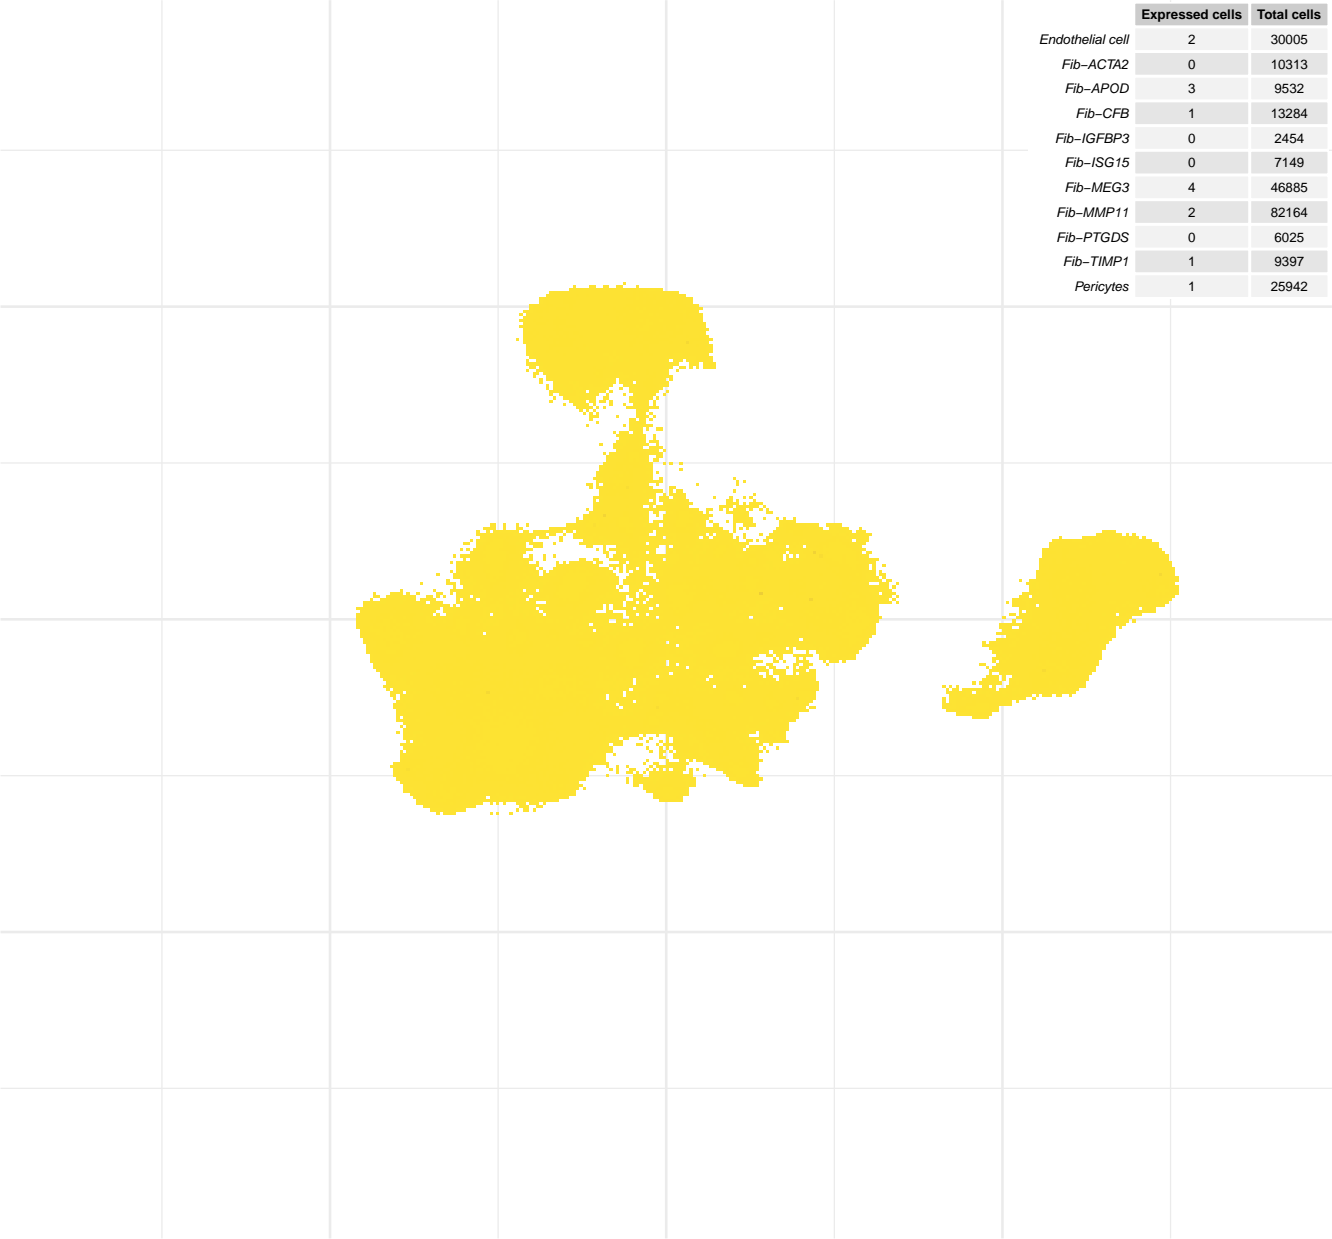 Expressed cells Total cells
Endothelial cell 2 30005
Fib−ACTA2 0 10313
Fib−APOD 3 9532
Fib−CFB 1 13284
Fib−IGFBP3 0 2454
Fib−ISG15 0 7149
Fib−MEG3 4 46885
Fib−MMP11 2 82164
Fib−PTGDS 0 6025
Fib−TIMP1 1 9397
Pericytes 1 25942